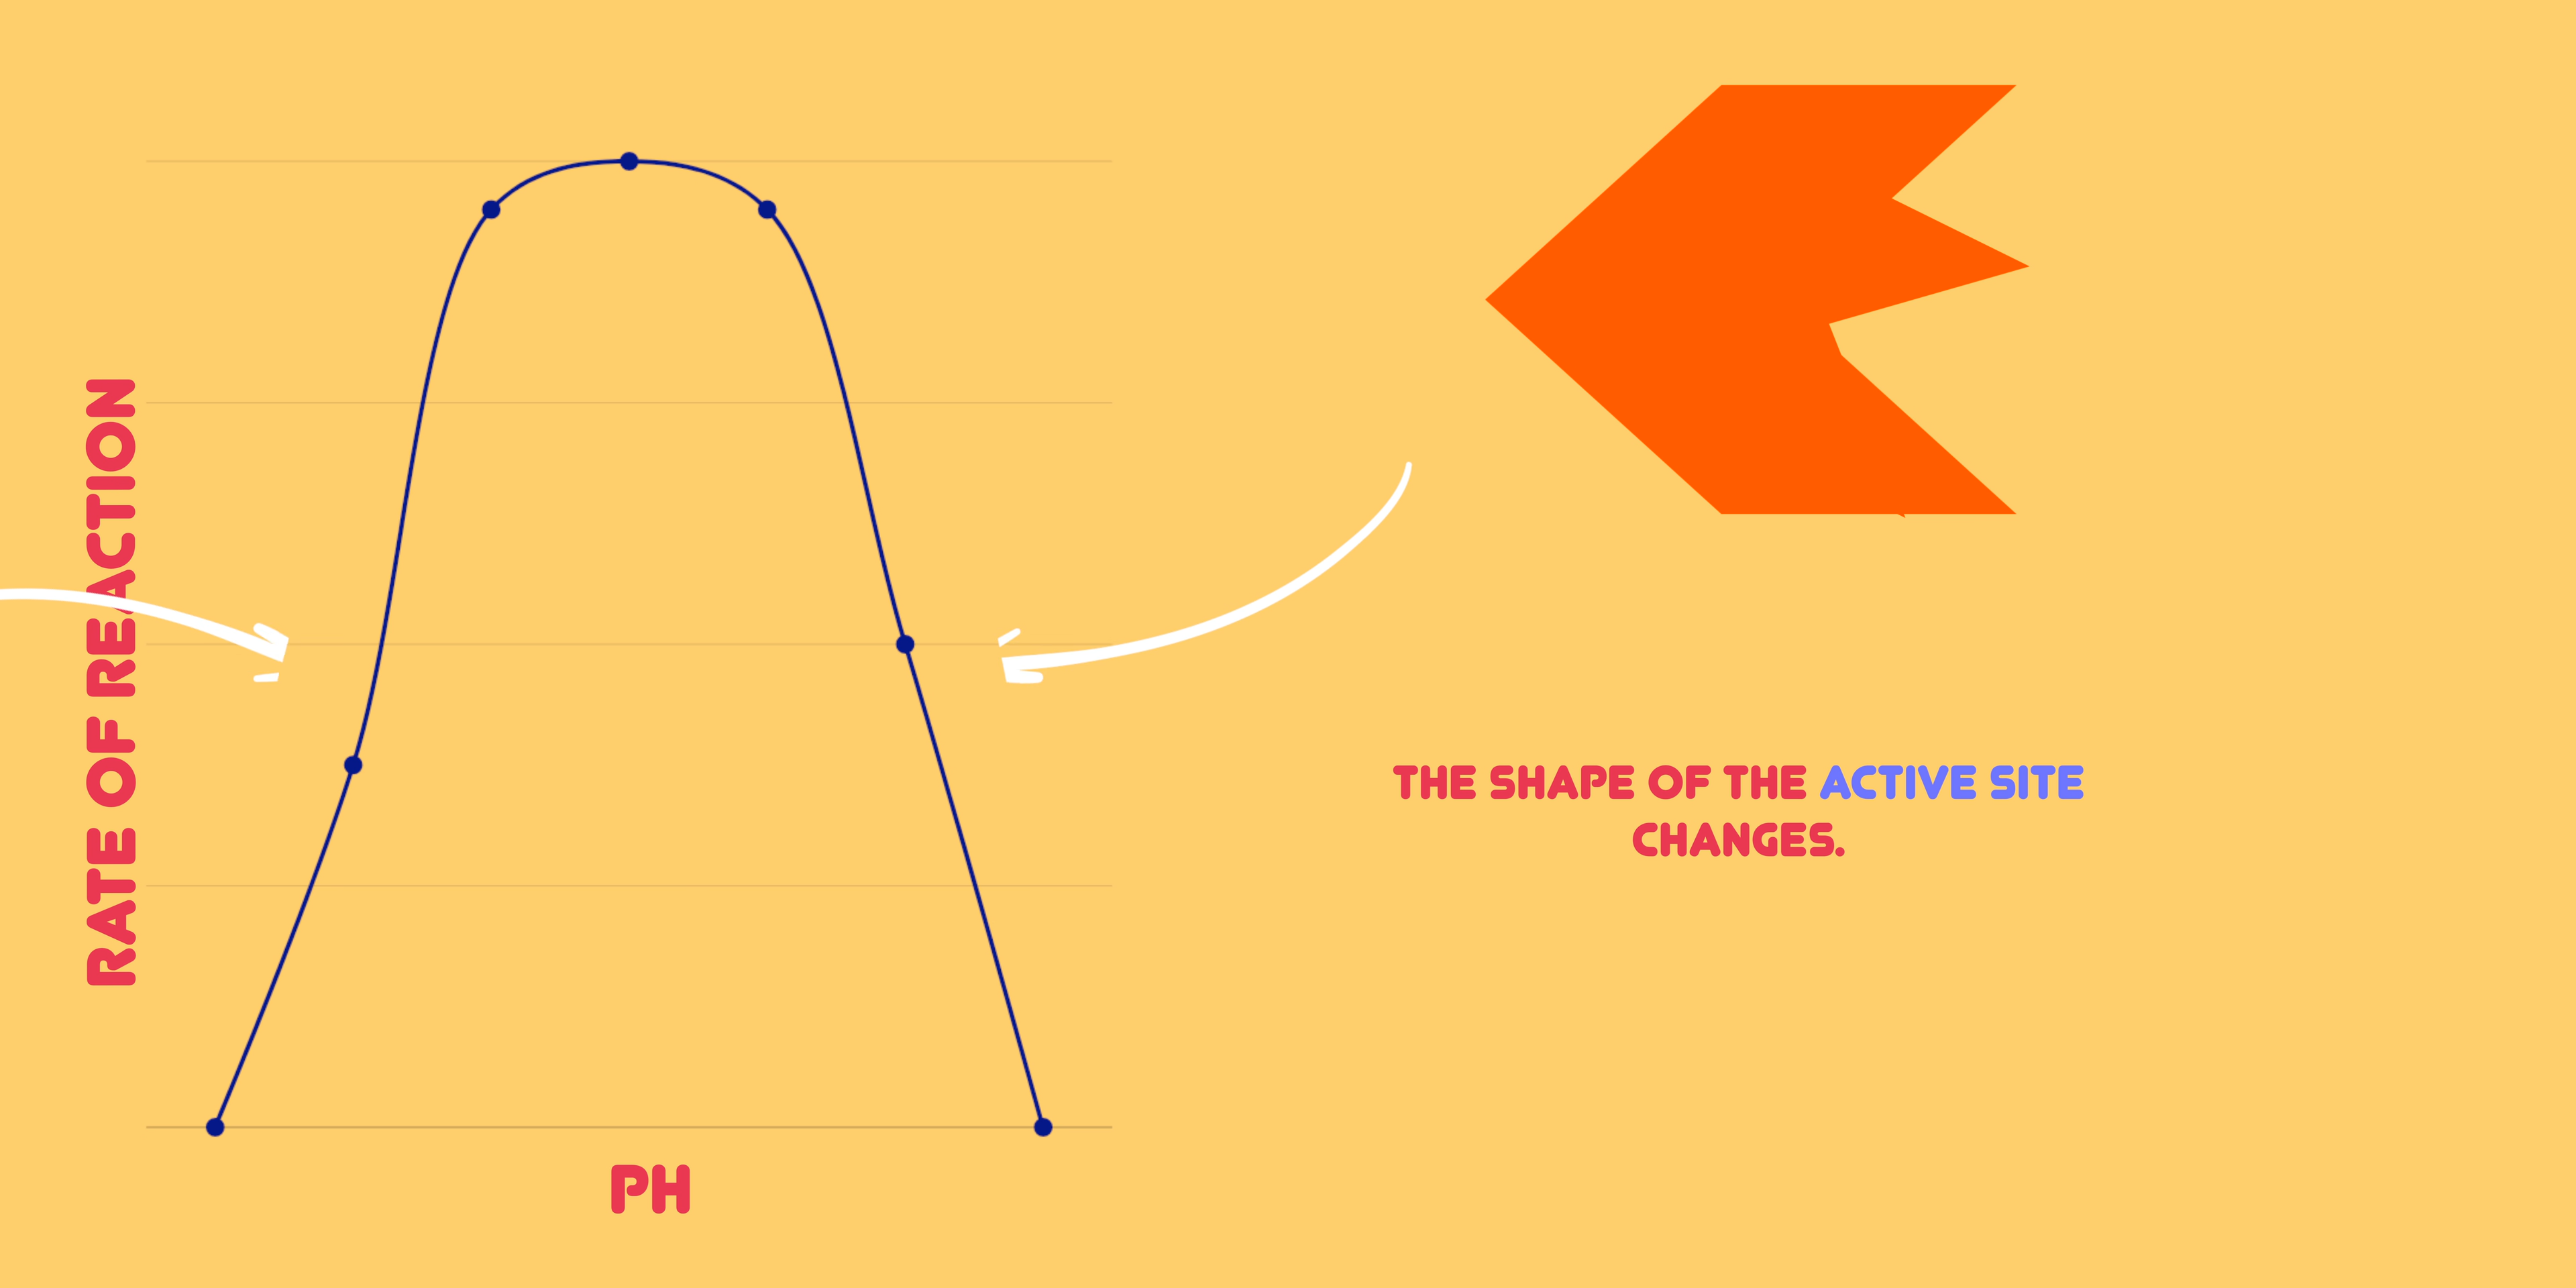 RATE OF REACTION
PH
THE SHAPE OF THE ACTIVE SITE
CHANGES.